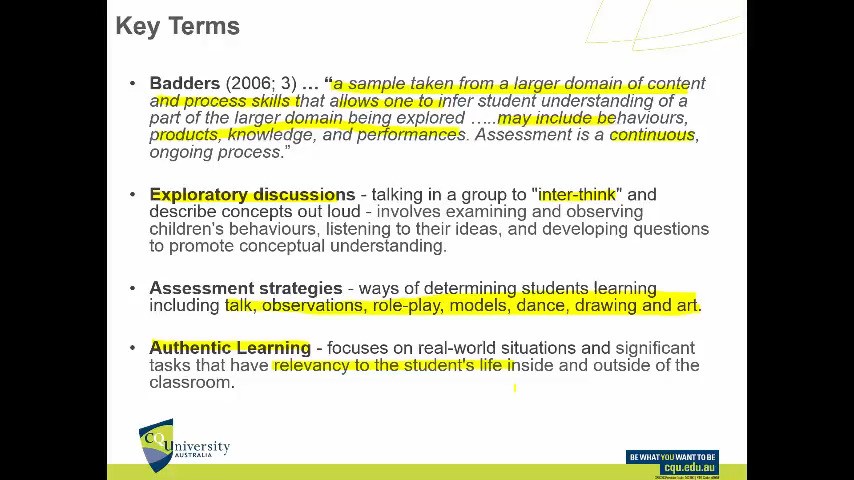 Key Terms
• Badders (2006; 3) … “a sample taken from a larger domain of content
and process skills that allows one to infer student understanding of a
part of the larger domain being explored …..may include behaviours,
products, knowledge, and performances. Assessment is a continuous,
ongoing process.”
• Exploratory discussions - talking in a group to "inter-think" and
describe concepts out loud - involves examining and observing
children's behaviours, listening to their ideas, and developing questions
to promote conceptual understanding.
• Assessment strategies - ways of determining students learning
including talk, observations, role-play, models, dance, drawing and art.
• Authentic Learning - focuses on real-world situations and significant
tasks that have relevancy to the student's life inside and outside of the
classroom.
CQUniversity
AUSTRALIA
BE WHAT YOU WANT TO BE
cqu.edu.au